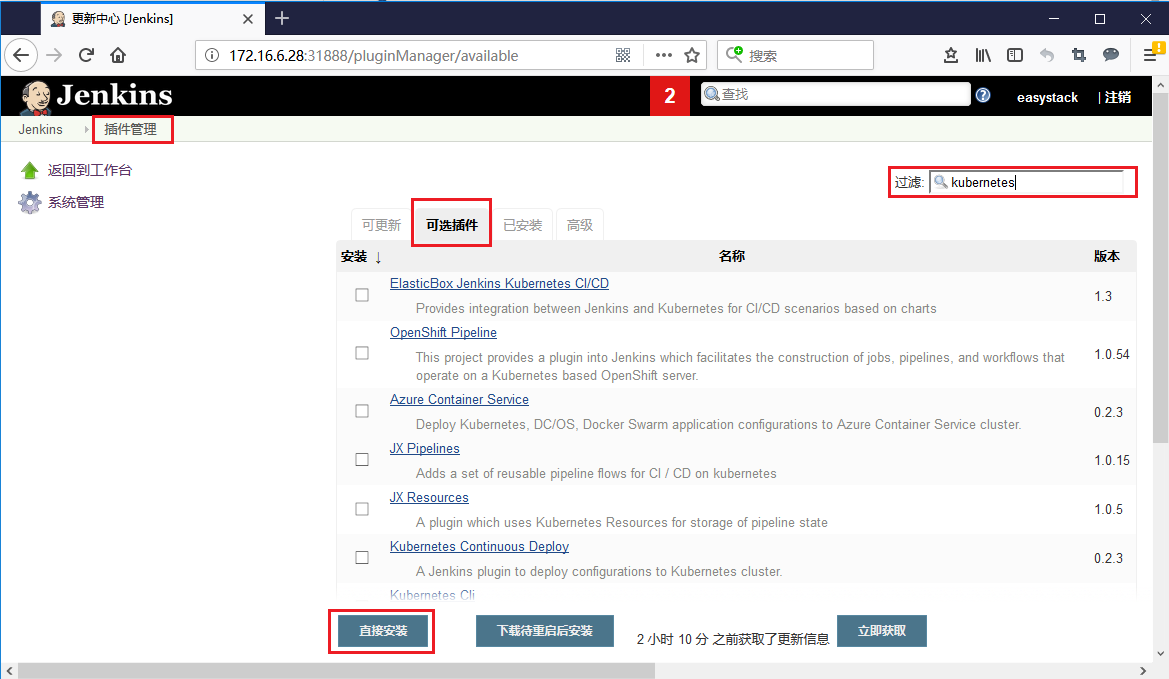 更新中心 [Jenkins]
172.16.6.28:31888/pluginManager/available
搜索
Jenkins
2
查找
easystack
| 注销
Jenkins
插件管理
返回到工作台
系统管理
过滤: kubernetes
可更新
可选插件
已安装
高级
安装 ↓
名称
版本
ElasticBox Jenkins Kubernetes CI/CD
Provides integration between Jenkins and Kubernetes for CI/CD scenarios based on charts
1.3
OpenShift Pipeline
This project provides a plugin into Jenkins which facilitates the construction of jobs, pipelines, and workflows that
operate on a Kubernetes based OpenShift server.
1.0.54
Azure Container Service
Deploy Kubernetes, DC/OS, Docker Swarm application configurations to Azure Container Service cluster.
0.2.3
JX Pipelines
Adds a set of reusable pipeline flows for CI / CD on kubernetes
1.0.15
JX Resources
A plugin which uses Kubernetes Resources for storage of pipeline state
1.0.5
Kubernetes Continuous Deploy
A Jenkins plugin to deploy configurations to Kubernetes cluster.
0.2.3
Kubernetes Cli
直接安装
下载待重启后安装
2 小时 10 分 之前获取了更新信息
立即获取